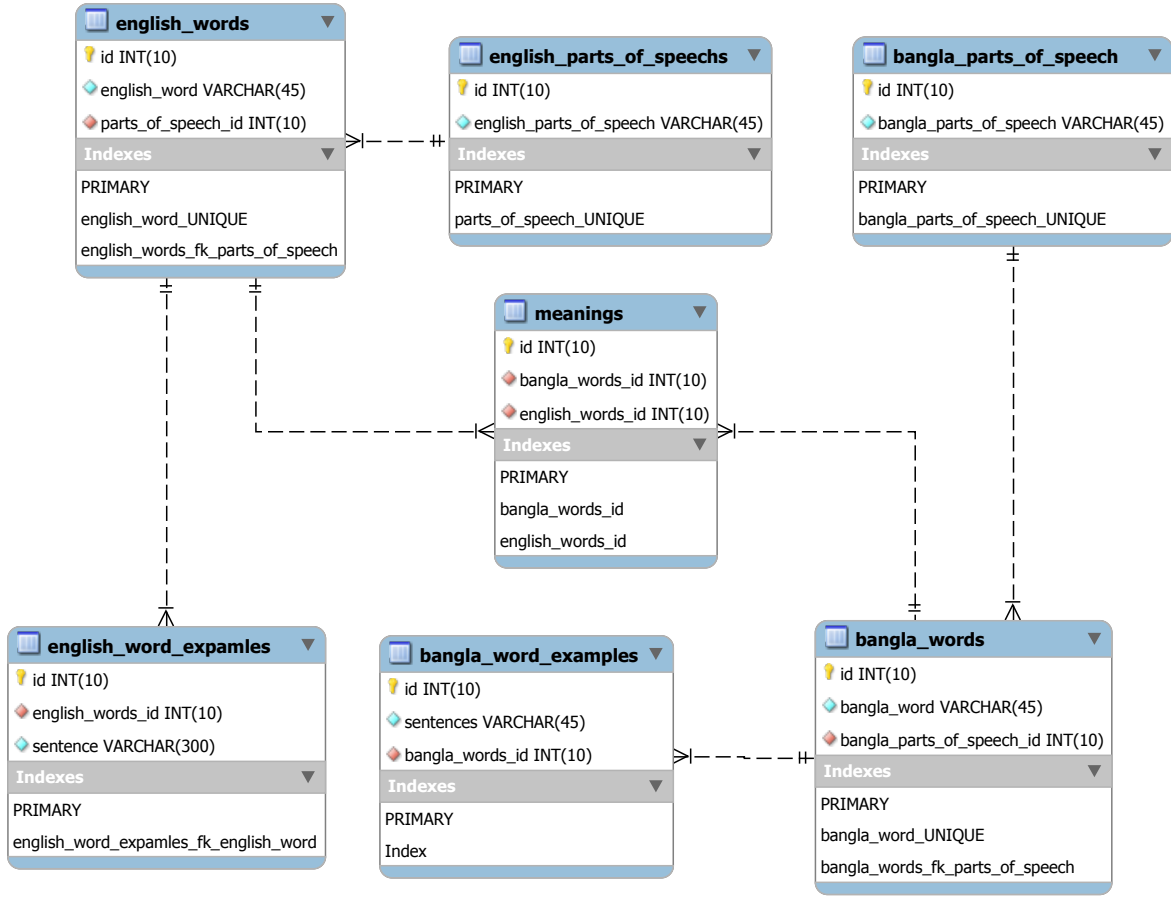 english_words
id INT(10)
english_word VARCHAR(45)
parts_of_speech_id INT(10)
Indexes
PRIMARY
english_word_UNIQUE
english_words_fk_parts_of_speech
english_parts_of_speechs
id INT(10)
english_parts_of_speech VARCHAR(45)
Indexes
PRIMARY
parts_of_speech_UNIQUE
bangla_parts_of_speech
id INT(10)
bangla_parts_of_speech VARCHAR(45)
Indexes
PRIMARY
bangla_parts_of_speech_UNIQUE
meanings
id INT(10)
bangla_words_id INT(10)
english_words_id INT(10)
Indexes
PRIMARY
bangla_words_id
english_words_id
english_word_expamles
id INT(10)
english_words_id INT(10)
sentence VARCHAR(300)
Indexes
PRIMARY
english_word_expamles_fk_english_word
bangla_word_examples
id INT(10)
sentences VARCHAR(45)
bangla_words_id INT(10)
Indexes
PRIMARY
Index
bangla_words
id INT(10)
bangla_word VARCHAR(45)
bangla_parts_of_speech_id INT(10)
Indexes
PRIMARY
bangla_word_UNIQUE
bangla_words_fk_parts_of_speech